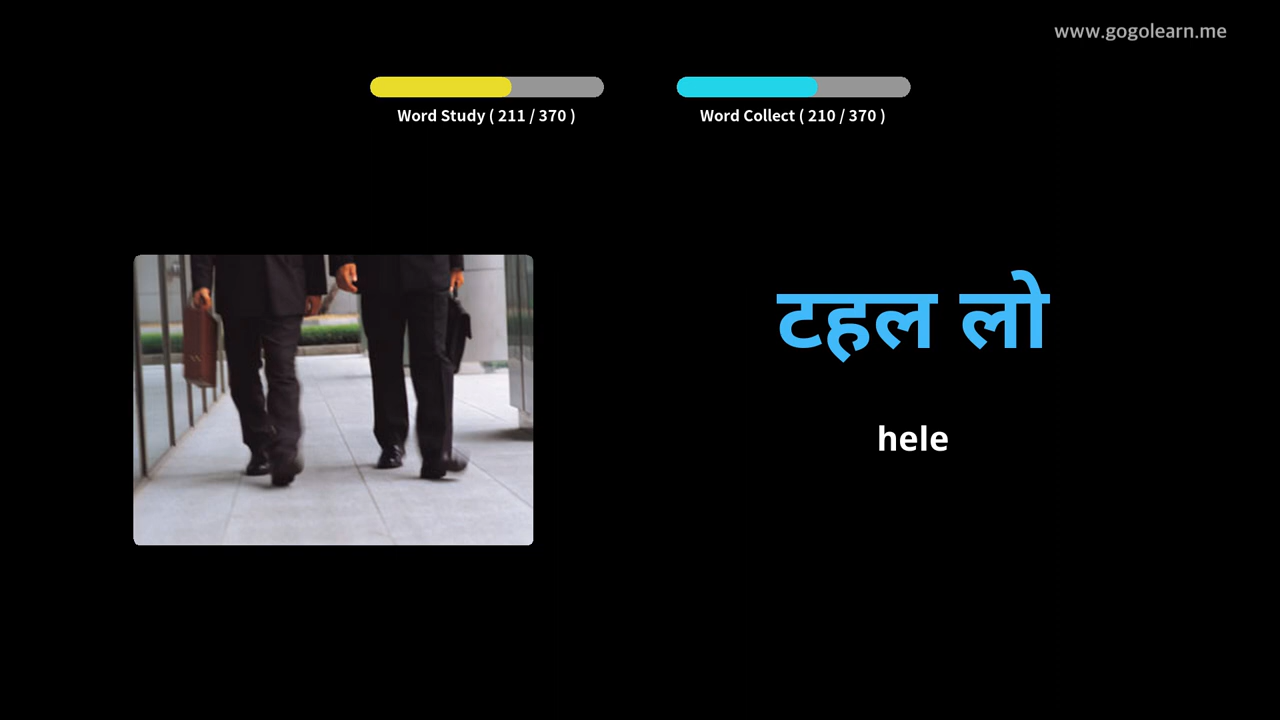 www.gogolearn.me
Word Study ( 211 / 370 )
Word Collect ( 210 / 370 )
टहल लो
hele